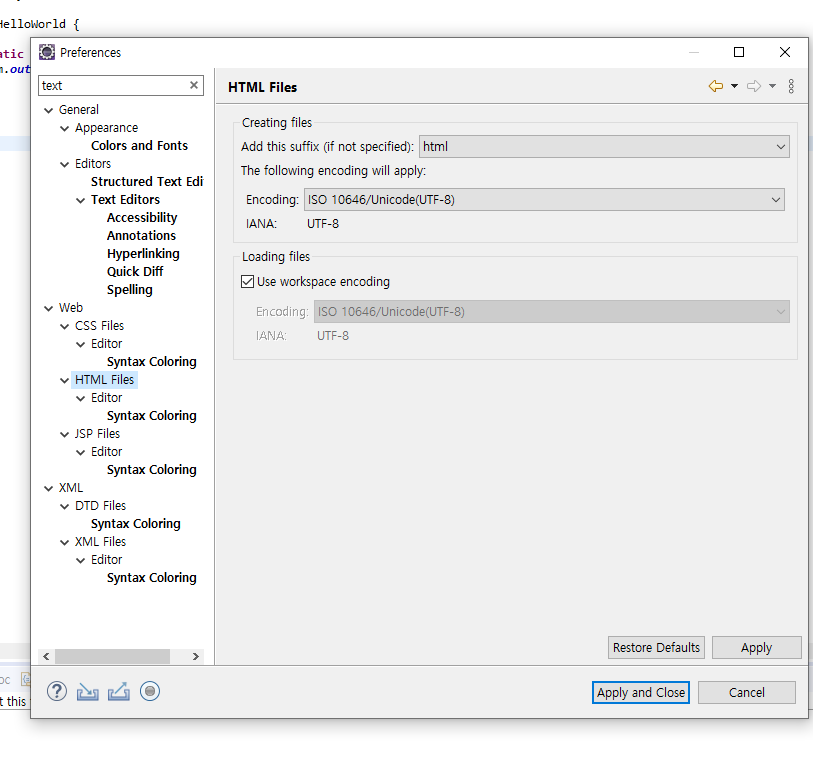 HelloWorld {
atic
n.out
Preferences
text
HTML Files
General
Appearance
Colors and Fonts
Editors
Structured Text Edi
Text Editors
Accessibility
Annotations
Hyperlinking
Quick Diff
Spelling
Web
CSS Files
Editor
Syntax Coloring
HTML Files
Editor
Syntax Coloring
JSP Files
Editor
Syntax Coloring
XML
DTD Files
Syntax Coloring
XML Files
Editor
Syntax Coloring
Creating files
Add this suffix (if not specified): html
The following encoding will apply:
Encoding: ISO 10646/Unicode(UTF-8)
IANA: UTF-8
Loading files
Use workspace encoding
Encoding: ISO 10646/Unicode(UTF-8)
IANA: UTF-8
Restore Defaults Apply
oc
t this
Apply and Close Cancel